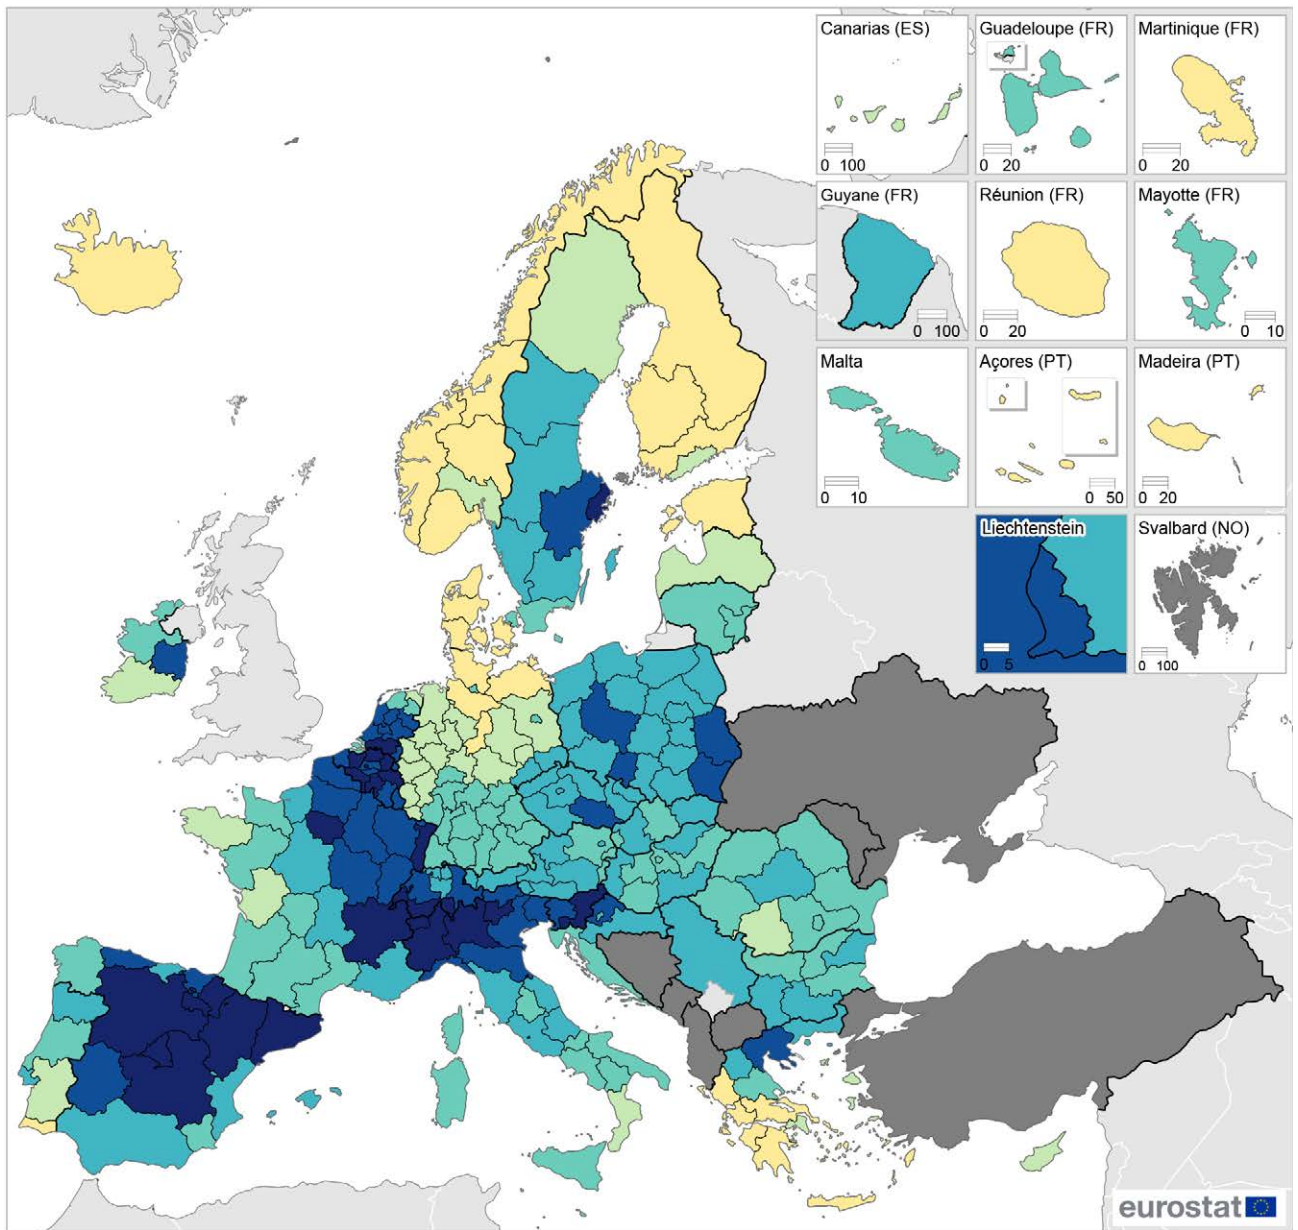 Canarias (ES)
0 100
Guadeloupe (FR)
0 20
Martinique (FR)
0 20
Guyane (FR)
0 100
Réunion (FR)
0 20
Mayotte (FR)
0 10
Malta
0 10
Açores (PT)
0 50
Madeira (PT)
0 20
Liechtenstein
0 5
Svalbard (NO)
0 100
eurostat